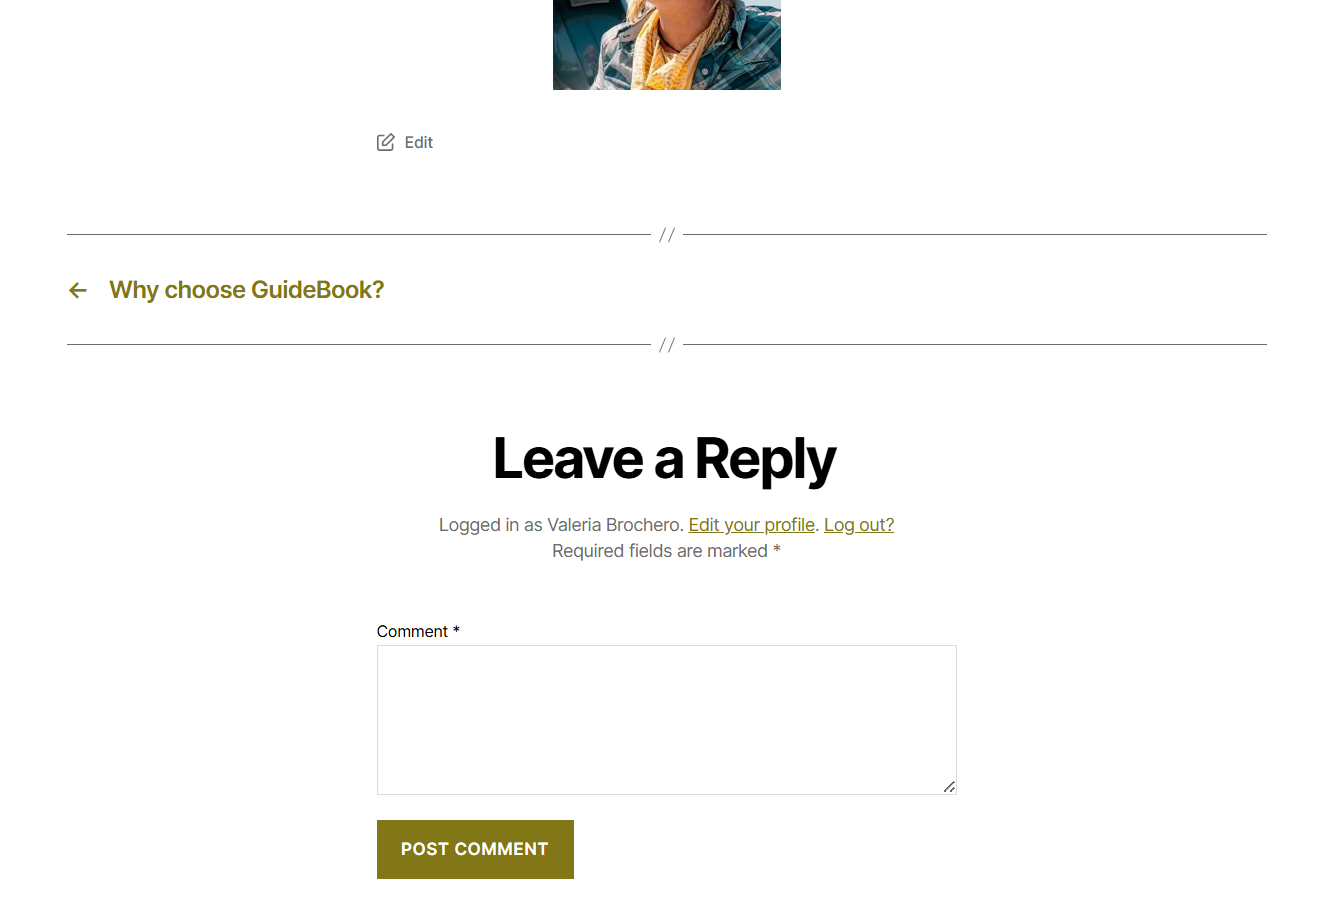 Edit
//
← Why choose GuideBook?
//
Leave a Reply
Logged in as Valeria Brochero. Edit your profile. Log out?
Required fields are marked *
Comment *
POST COMMENT